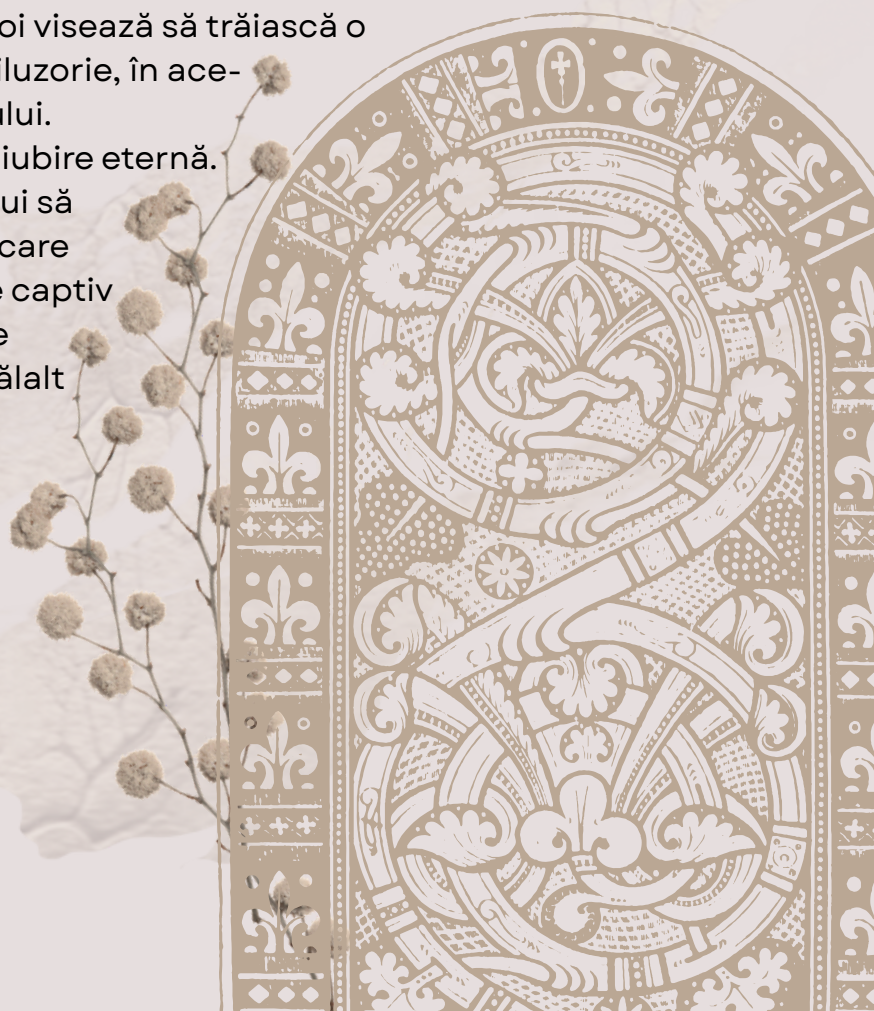 oi visează să trăiască o
iluzorie, în ace-
ului.
iubire eternă.
ui să
care
e captiv
e
ălalt